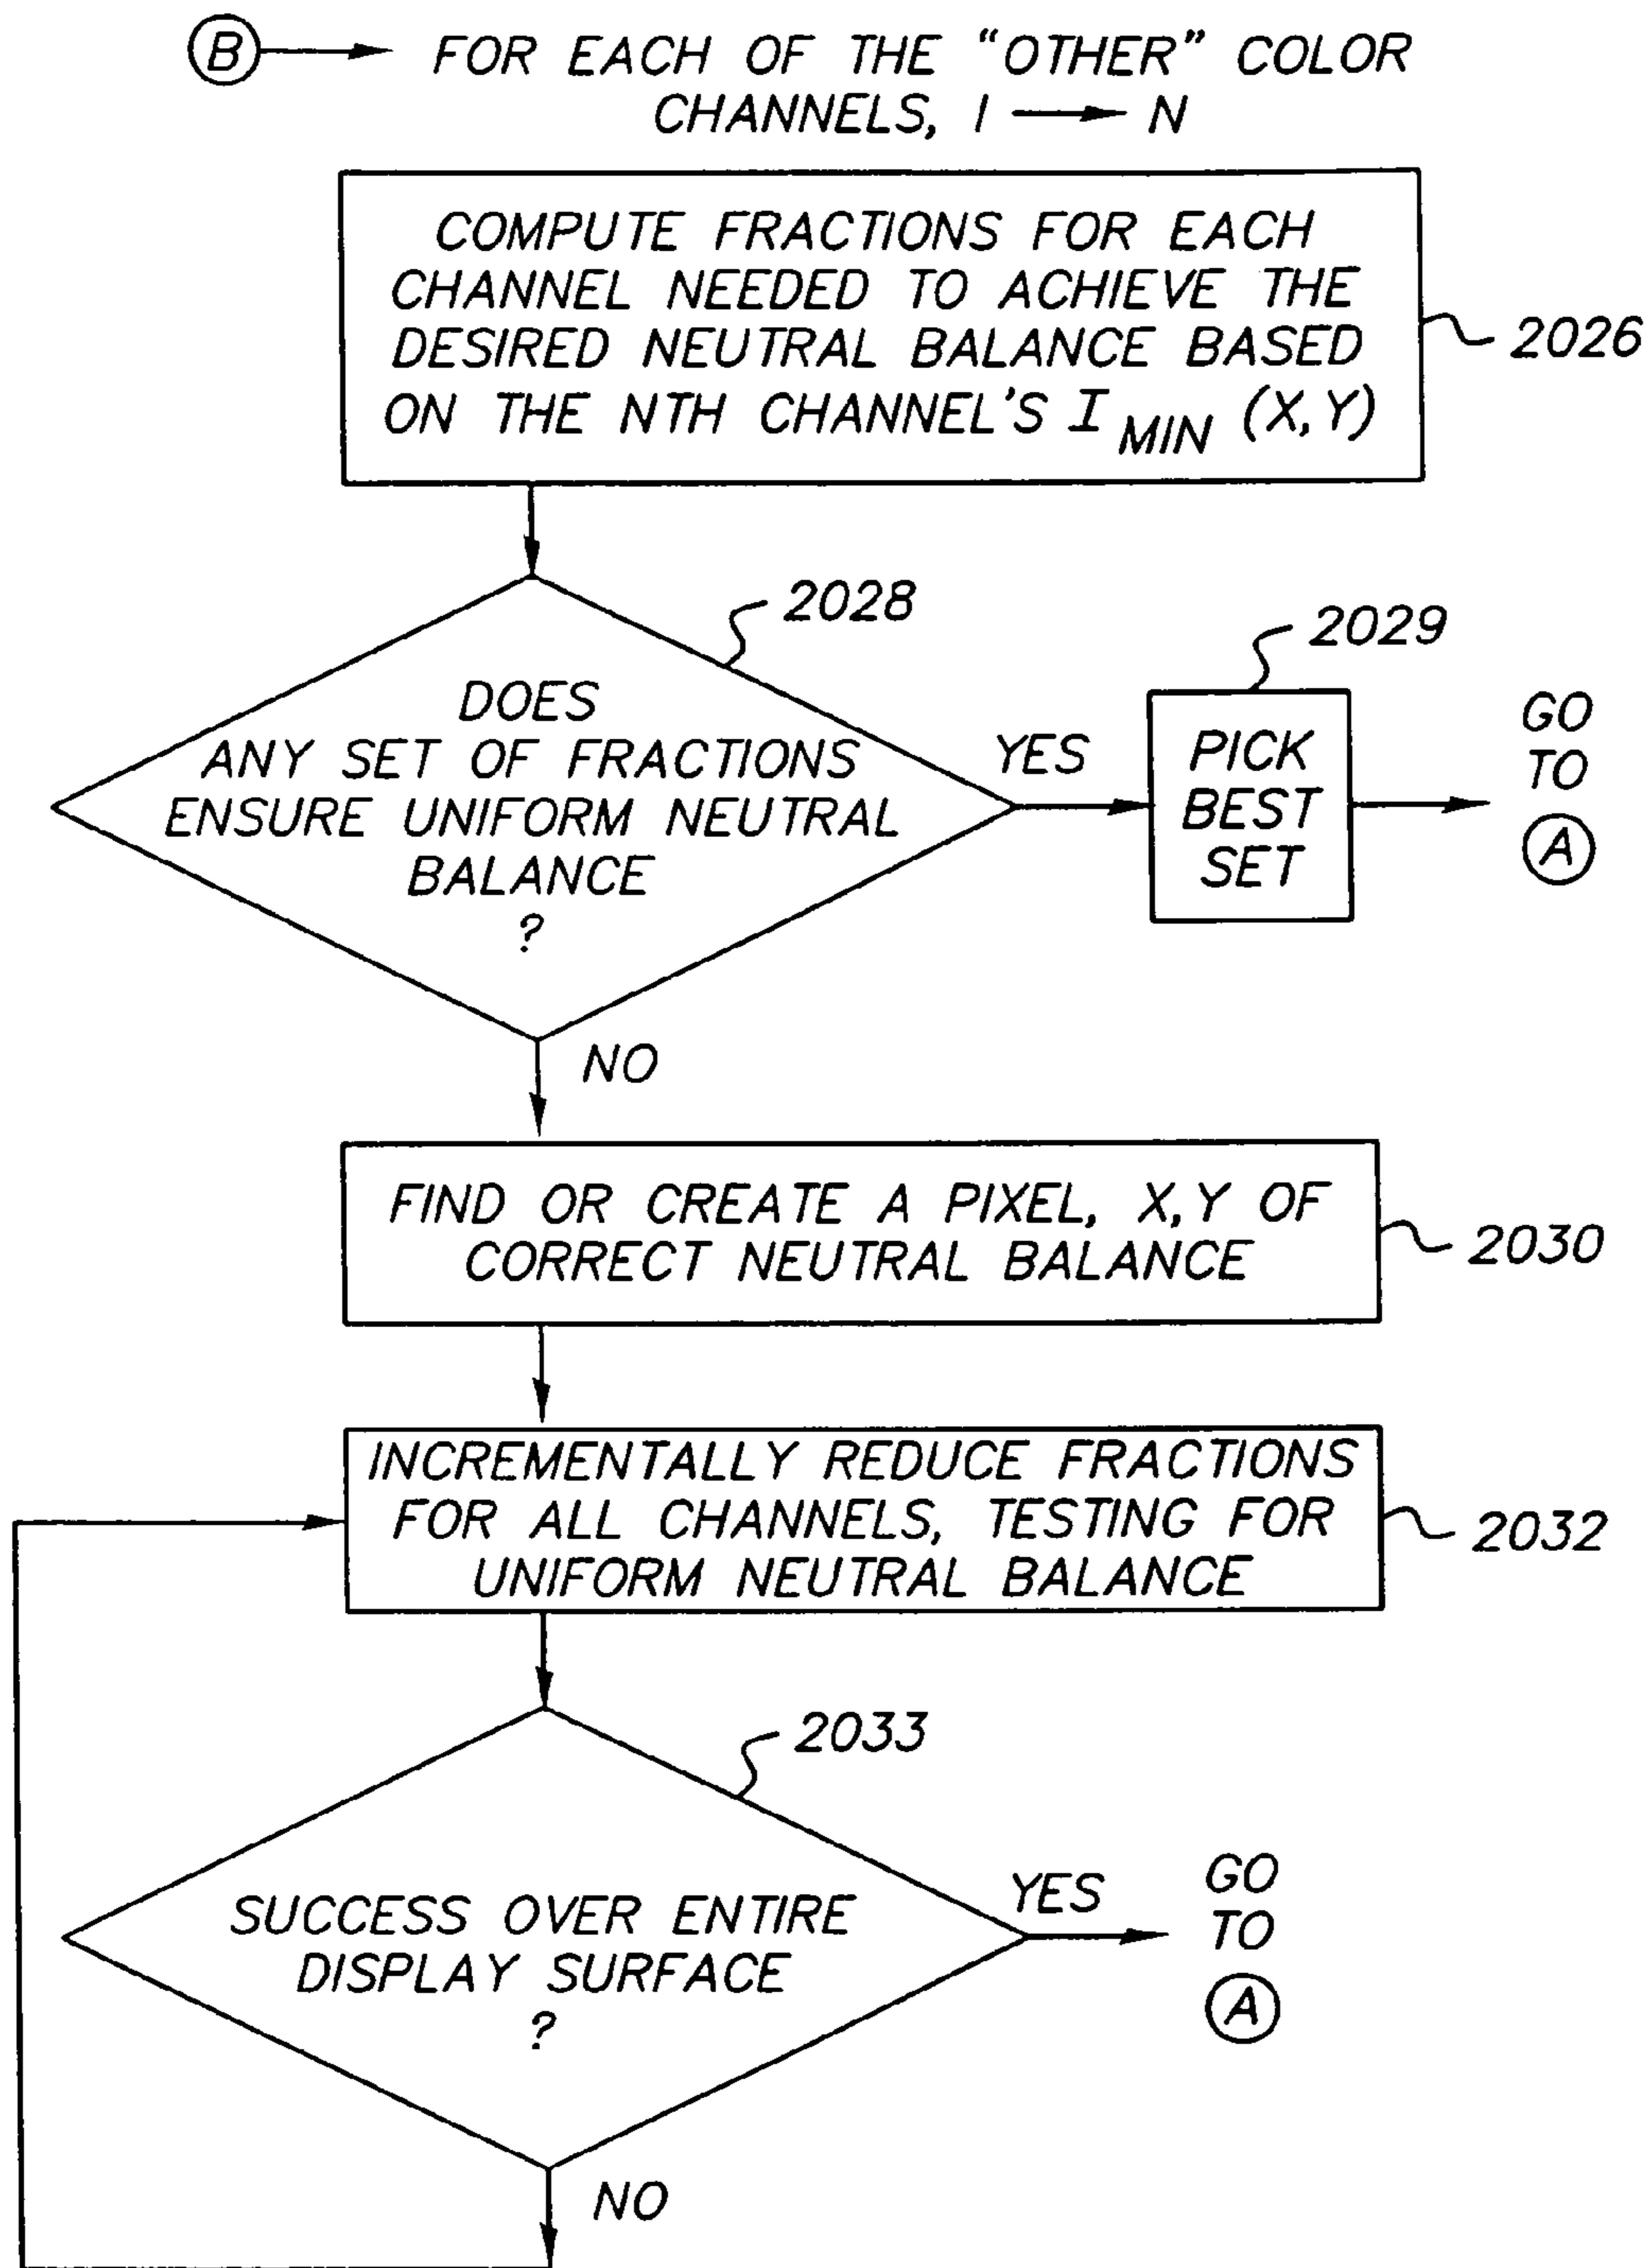 B FOR EACH OF THE "OTHER" COLOR
CHANNELS, I N
COMPUTE FRACTIONS FOR EACH
CHANNEL NEEDED TO ACHIEVE THE
DESIRED NEUTRAL BALANCE BASED
ON THE NTH CHANNEL'S I MIN (X,Y)
2026
2028
DOES
ANY SET OF FRACTIONS
ENSURE UNIFORM NEUTRAL
BALANCE
?
YES
2029
PICK
BEST
SET
GO
TO
A
NO
FIND OR CREATE A PIXEL, X,Y OF
CORRECT NEUTRAL BALANCE
2030
INCREMENTALLY REDUCE FRACTIONS
FOR ALL CHANNELS, TESTING FOR
UNIFORM NEUTRAL BALANCE
2032
2033
SUCCESS OVER ENTIRE
DISPLAY SURFACE
?
YES
GO
TO
A
NO